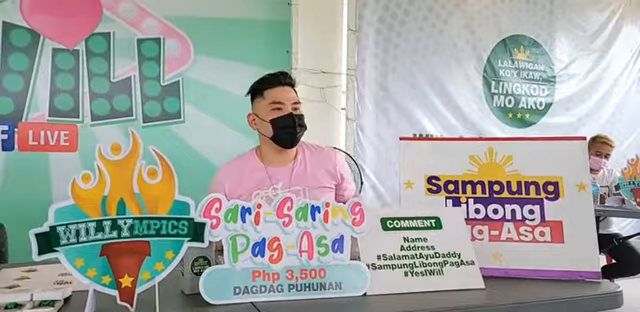 WILL
LIVE
LALAWIGAN
KO'Y IKAW,
LINGKOD
MO AKO
WILLYMPICS
Sari-Saring
Pag-Asa
Php 3,500
DAGDAG PUHUNAN
COMMENT
Name
Address
#SalamatAyuDaddy
#SampungLibongPagAsa
#YesIWill
Sampung
Libong
Pag-Asa